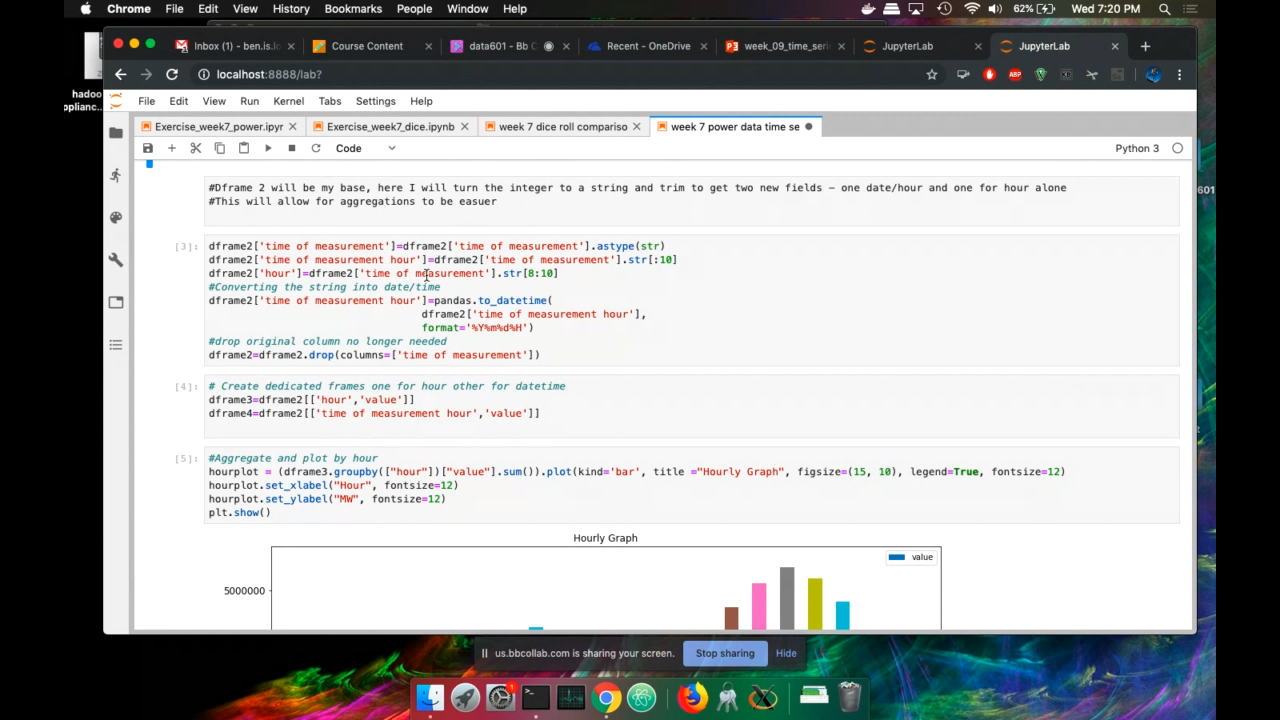 Chrome File Edit View History Bookmarks People Window Help 62% Wed 7:20 PM
Inbox (1) - ben.is.lo Course Content data601 - Bb C Recent - OneDrive week_09_time_seri JupyterLab JupyterLab
localhost:8888/lab?
hadoo
pplianc...
File Edit View Run Kernel Tabs Settings Help
Exercise_week7_power.ipyr Exercise_week7_dice.ipynb week 7 dice roll compariso week 7 power data time se
Code Python 3
#Dframe 2 will be my base, here I will turn the integer to a string and trim to get two new fields – one date/hour and one for hour alone
#This will allow for aggregations to be easuer
[3]:
dframe2['time of measurement']=dframe2['time of measurement'].astype(str)
dframe2['time of measurement hour']=dframe2['time of measurement'].str[:10]
dframe2['hour']=dframe2['time of measurement'].str[8:10]
#Converting the string into date/time
dframe2['time of measurement hour']=pandas.to_datetime(
dframe2['time of measurement hour'],
format='%Y%m%d%H')
#drop original column no longer needed
dframe2=dframe2.drop(columns=['time of measurement'])
[4]:
# Create dedicated frames one for hour other for datetime
dframe3=dframe2[['hour','value']]
dframe4=dframe2[['time of measurement hour','value']]
[5]:
#Aggregate and plot by hour
hourplot = (dframe3.groupby(["hour"])["value"].sum()).plot(kind='bar', title ="Hourly Graph", figsize=(15, 10), legend=True, fontsize=12)
hourplot.set_xlabel("Hour", fontsize=12)
hourplot.set_ylabel("MW", fontsize=12)
plt.show()
Hourly Graph
value
5000000
601
us.bbcollab.com is sharing your screen. Stop sharing Hide